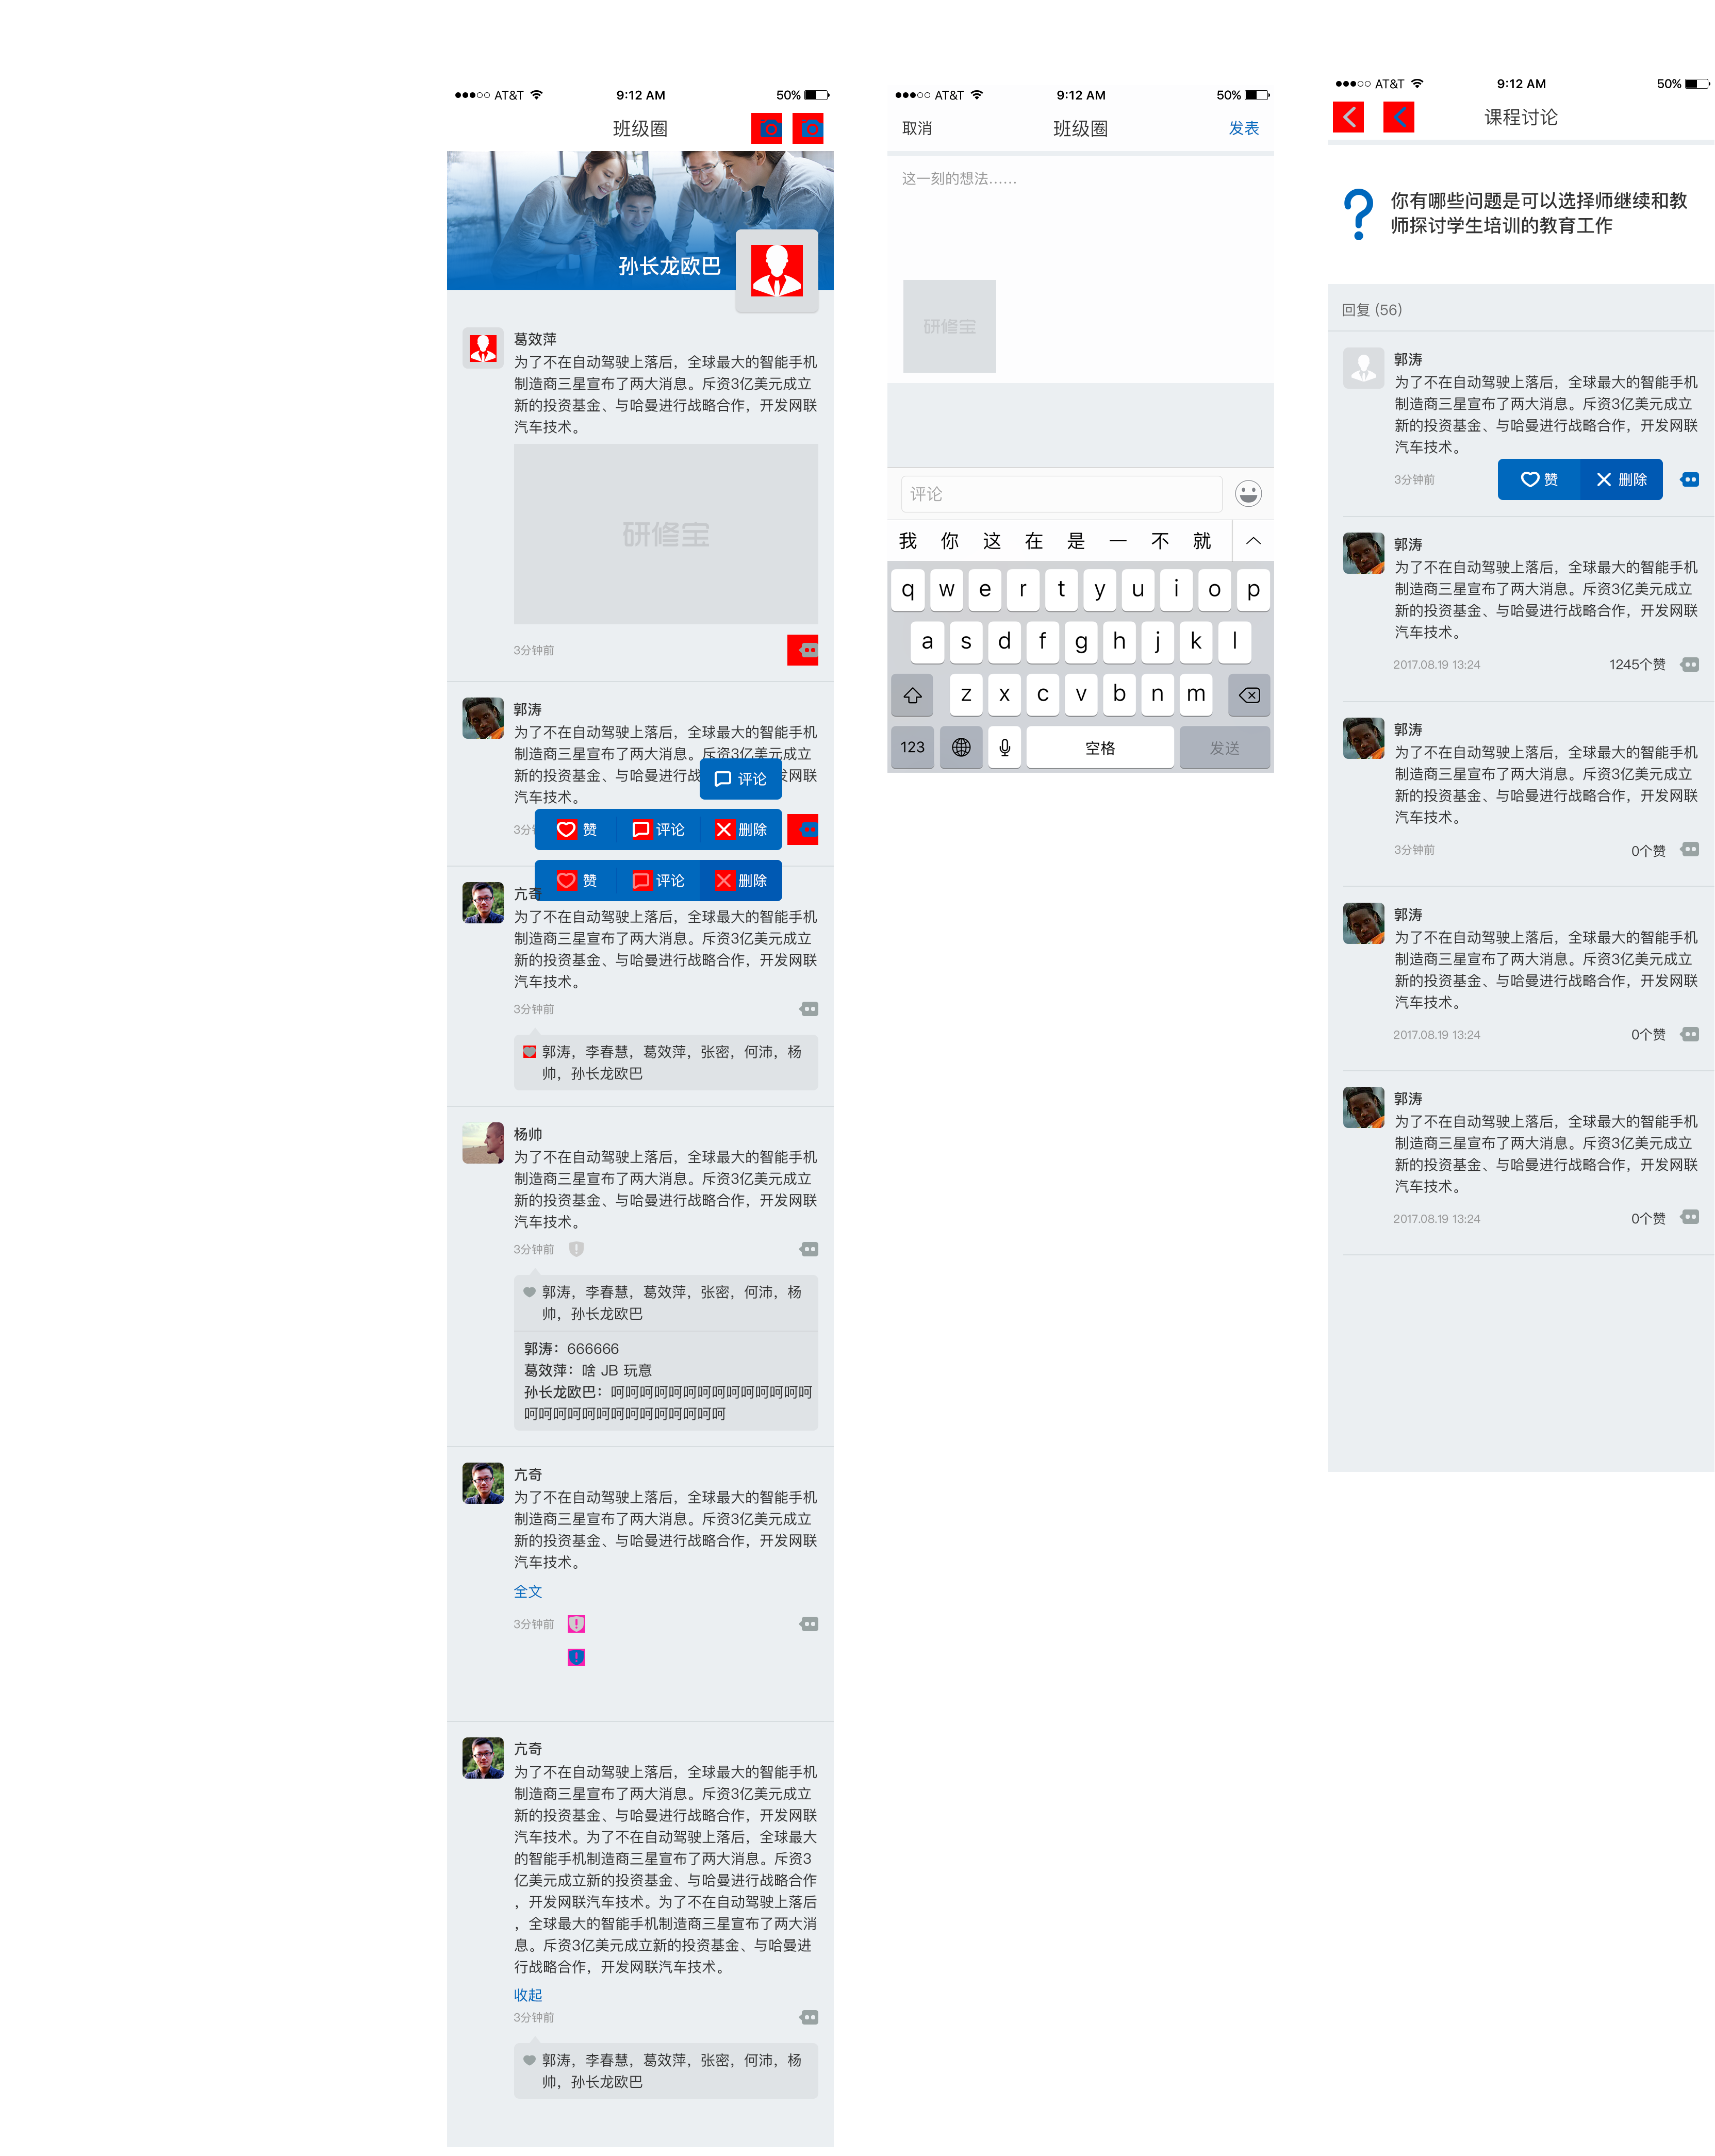 AT&T 9:12 AM 50%
班级圈
孙长龙欧巴
葛效萍
为了不在自动驾驶上落后，全球最大的智能手机
制造商三星宣布了两大消息。斥资3亿美元成立
新的投资基金、与哈曼进行战略合作，开发网联
汽车技术。
研修宝
3分钟前
郭涛
为了不在自动驾驶上落后，全球最大的智能手机
制造商三星宣布了两大消息。斥资3亿美元成立
新的投资基金、与哈曼进行战
发网联
评论
汽车技术。
3分
赞 评论 删除
赞 评论 删除
亢奇
为了不在自动驾驶上落后，全球最大的智能手机
制造商三星宣布了两大消息。斥资3亿美元成立
新的投资基金、与哈曼进行战略合作，开发网联
汽车技术。
3分钟前
郭涛，李春慧，葛效萍，张密，何沛，杨
帅，孙长龙欧巴
杨帅
为了不在自动驾驶上落后，全球最大的智能手机
制造商三星宣布了两大消息。斥资3亿美元成立
新的投资基金、与哈曼进行战略合作，开发网联
汽车技术。
3分钟前
郭涛，李春慧，葛效萍，张密，何沛，杨
帅，孙长龙欧巴
郭涛：666666
葛效萍：啥 JB 玩意
孙长龙欧巴：呵呵呵呵呵呵呵呵呵呵呵呵呵呵
呵呵呵呵呵呵呵呵呵呵呵呵呵呵
亢奇
为了不在自动驾驶上落后，全球最大的智能手机
制造商三星宣布了两大消息。斥资3亿美元成立
新的投资基金、与哈曼进行战略合作，开发网联
汽车技术。
全文
3分钟前
亢奇
为了不在自动驾驶上落后，全球最大的智能手机
制造商三星宣布了两大消息。斥资3亿美元成立
新的投资基金、与哈曼进行战略合作，开发网联
汽车技术。为了不在自动驾驶上落后，全球最大
的智能手机制造商三星宣布了两大消息。斥资3
亿美元成立新的投资基金、与哈曼进行战略合作
，开发网联汽车技术。为了不在自动驾驶上落后
，全球最大的智能手机制造商三星宣布了两大消
息。斥资3亿美元成立新的投资基金、与哈曼进
行战略合作，开发网联汽车技术。
收起
3分钟前
郭涛，李春慧，葛效萍，张密，何沛，杨
帅，孙长龙欧巴
AT&T 9:12 AM 50%
取消 班级圈 发表
这一刻的想法……
研修宝
评论
我 你 这 在 是 一 不 就
q w e r t y u i o p
a s d f g h j k l
z x c v b n m
123 空格 发送
AT&T 9:12 AM 50%
课程讨论
你有哪些问题是可以选择师继续和教
师探讨学生培训的教育工作
回复 (56)
郭涛
为了不在自动驾驶上落后，全球最大的智能手机
制造商三星宣布了两大消息。斥资3亿美元成立
新的投资基金、与哈曼进行战略合作，开发网联
汽车技术。
3分钟前 赞 删除
郭涛
为了不在自动驾驶上落后，全球最大的智能手机
制造商三星宣布了两大消息。斥资3亿美元成立
新的投资基金、与哈曼进行战略合作，开发网联
汽车技术。
2017.08.19 13:24 1245个赞
郭涛
为了不在自动驾驶上落后，全球最大的智能手机
制造商三星宣布了两大消息。斥资3亿美元成立
新的投资基金、与哈曼进行战略合作，开发网联
汽车技术。
3分钟前 0个赞
郭涛
为了不在自动驾驶上落后，全球最大的智能手机
制造商三星宣布了两大消息。斥资3亿美元成立
新的投资基金、与哈曼进行战略合作，开发网联
汽车技术。
2017.08.19 13:24 0个赞
郭涛
为了不在自动驾驶上落后，全球最大的智能手机
制造商三星宣布了两大消息。斥资3亿美元成立
新的投资基金、与哈曼进行战略合作，开发网联
汽车技术。
2017.08.19 13:24 0个赞